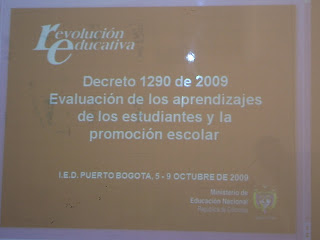 revolución
educativa
Decreto 1290 de 2009
Evaluación de los aprendizajes
de los estudiantes y la
promoción escolar
I.E.D. PUERTO BOGOTA, 5 - 9 OCTUBRE DE 2009
Ministerio de
Educación Nacional
República de Colombia